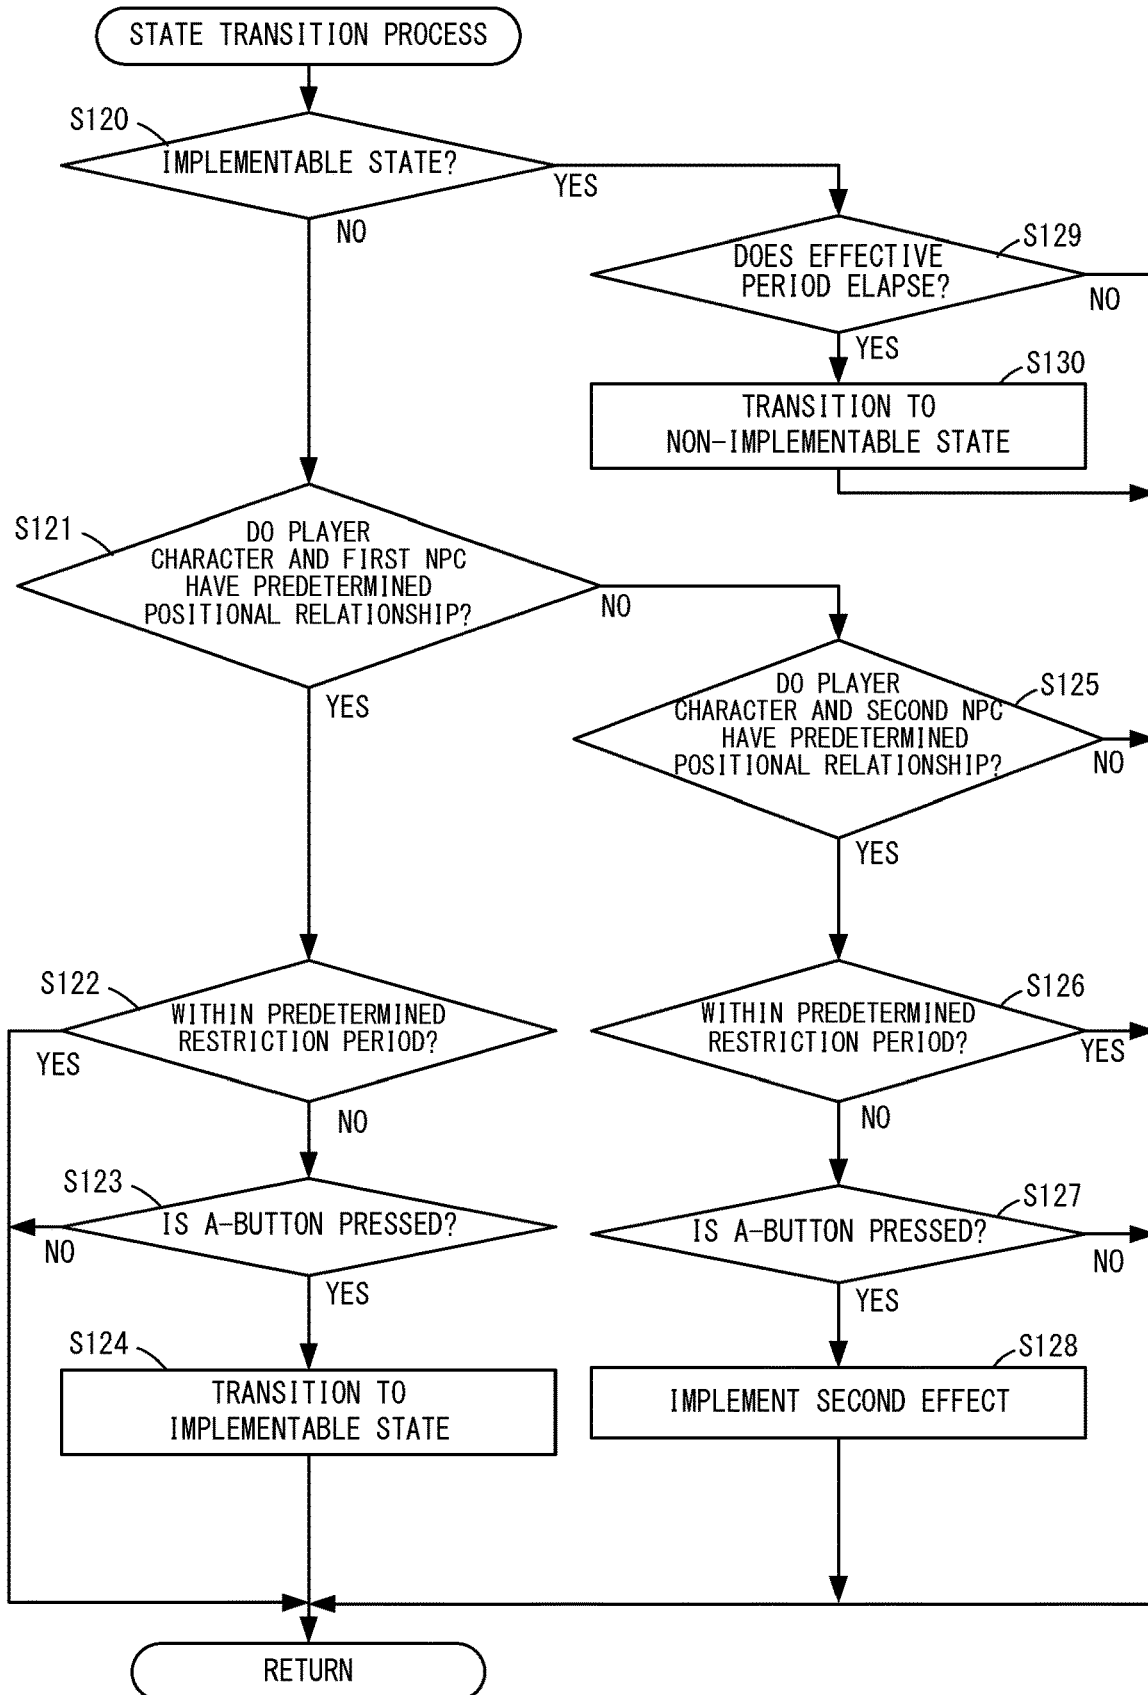 STATE TRANSITION PROCESS
S120
IMPLEMENTABLE STATE?
YES
NO
S129
DOES EFFECTIVE
PERIOD ELAPSE?
NO
YES
S130
TRANSITION TO
NON-IMPLEMENTABLE STATE
S121
DO PLAYER
CHARACTER AND FIRST NPC
HAVE PREDETERMINED
POSITIONAL RELATIONSHIP?
NO
YES
S125
DO PLAYER
CHARACTER AND SECOND NPC
HAVE PREDETERMINED
POSITIONAL RELATIONSHIP?
NO
YES
S122
WITHIN PREDETERMINED
RESTRICTION PERIOD?
YES
NO
S126
WITHIN PREDETERMINED
RESTRICTION PERIOD?
YES
NO
S123
IS A-BUTTON PRESSED?
NO
YES
S127
IS A-BUTTON PRESSED?
NO
YES
S124
TRANSITION TO
IMPLEMENTABLE STATE
S128
IMPLEMENT SECOND EFFECT
RETURN